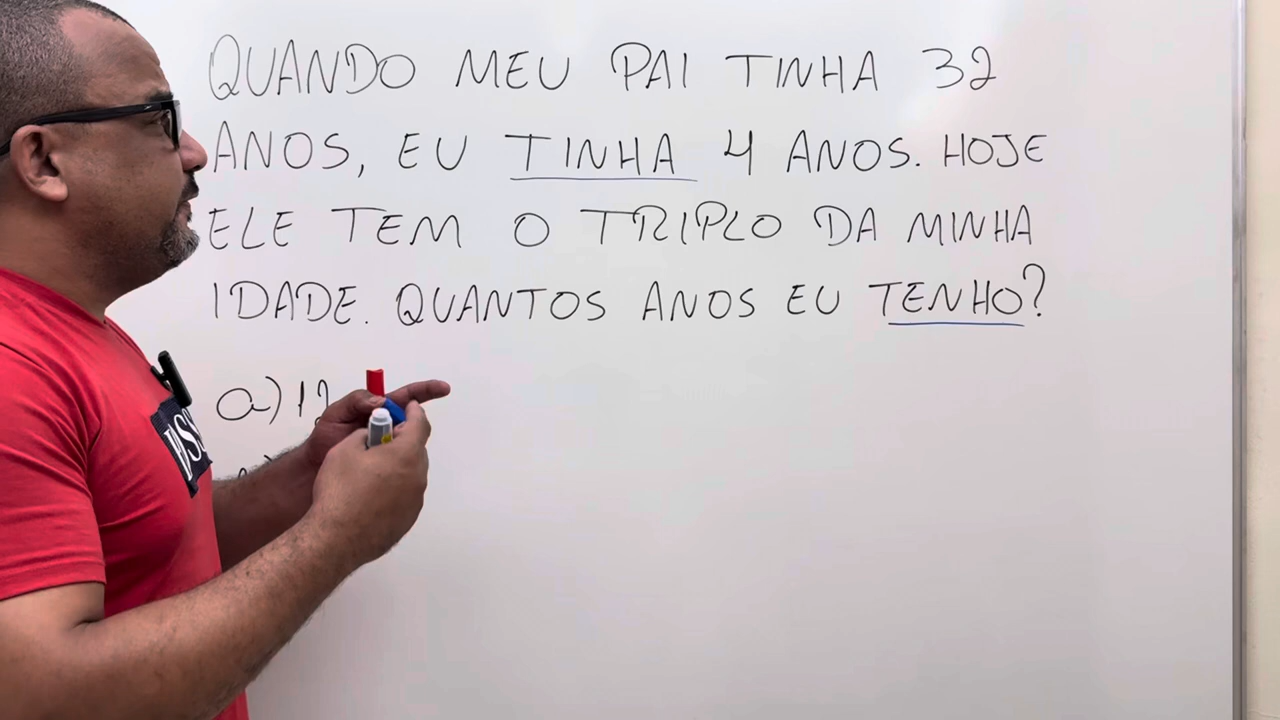 QUANDO MEU PAI TINHA 32
ANOS, EU TINHA 4 ANOS. HOJE
ELE TEM O TRIPLO DA MINHA
IDADE. QUANTOS ANOS EU TENHO?
a) 12